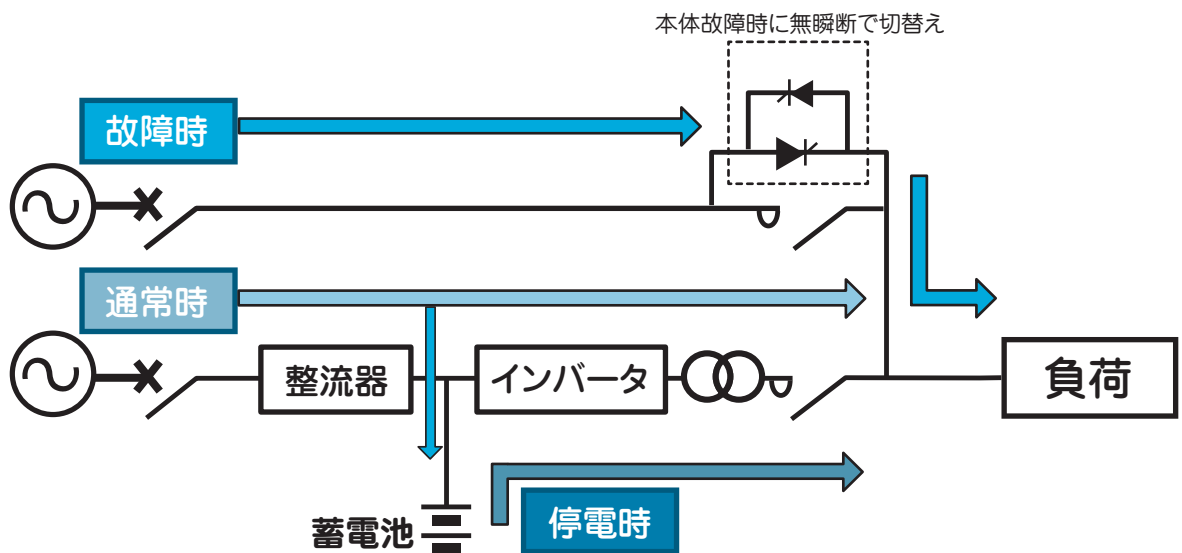 本体故障時に無瞬断で切替え
故障時
通常時
整流器
インバータ
負荷
蓄電池
停電時